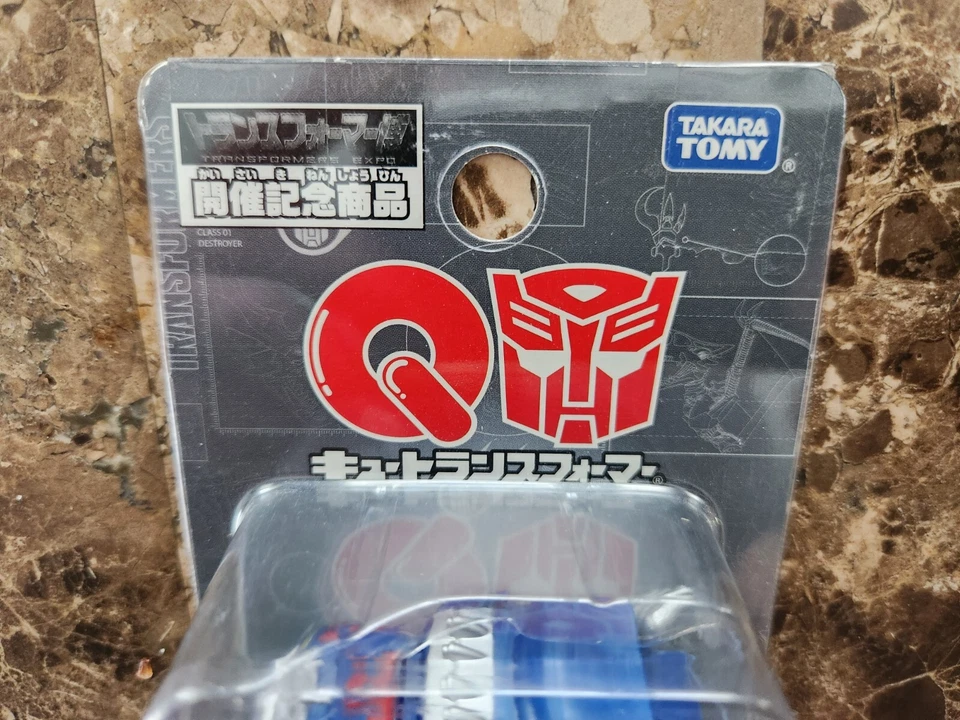 トランスフォーマー博
TRANSFORMERS EXPO
かい さい き ねん しょう ひん
開催記念商品
TAKARA
TOMY
®
CLASS 01
DESTROYER
TRANSFORMERS
Q
キュートランスフォーマー®